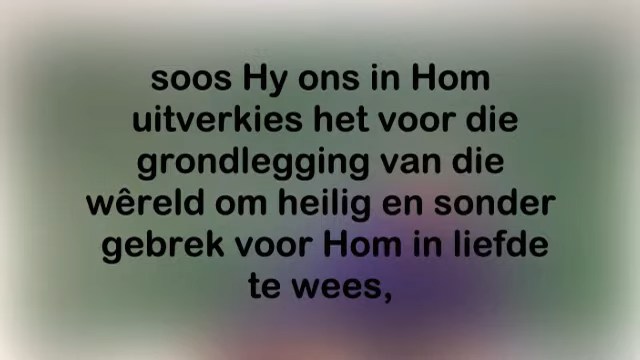 soos Hy ons in Hom
uitverkies het voor die
grondlegging van die
wêreld om heilig en sonder
gebrek voor Hom in liefde
te wees,